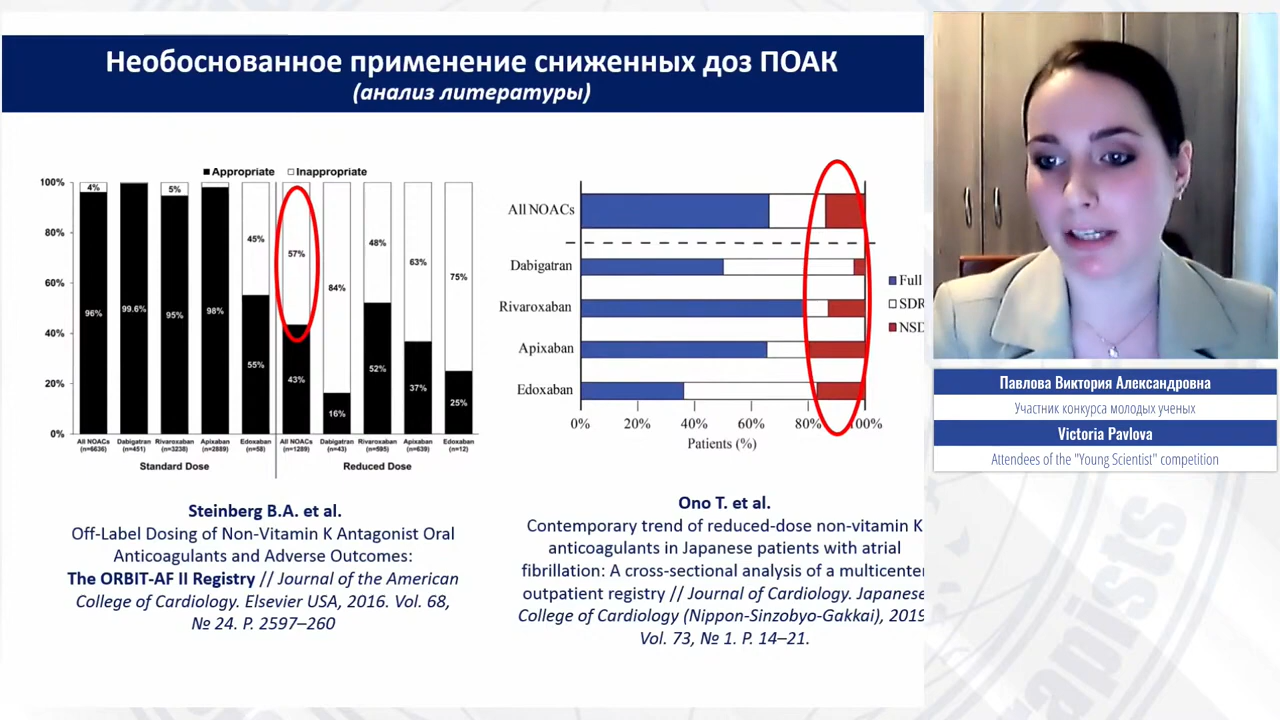 Необоснованное применение сниженных доз ПОАК
(анализ литературы)
Appropriate Inappropriate
100%
80%
60%
40%
20%
0%
4%
5%
45%
57%
84%
48%
63%
75%
96%
99.6%
95%
98%
55%
43%
16%
52%
37%
25%
All NOACs Dabigatran Rivaroxaban Apixaban Edoxaban All NOACs Dabigatran Rivaroxaban Apixaban Edoxaban
(n=6636) (n=451) (n=3238) (n=2889) (n=58) (n=1289) (n=43) (n=595) (n=639) (n=12)
Standard Dose Reduced Dose
Steinberg B.A. et al.
Off-Label Dosing of Non-Vitamin K Antagonist Oral
Anticoagulants and Adverse Outcomes:
The ORBIT-AF II Registry // Journal of the American
College of Cardiology. Elsevier USA, 2016. Vol. 68,
№ 24. P. 2597–260
All NOACs
Dabigatran
Rivaroxaban
Apixaban
Edoxaban
0% 20% 40% 60% 80% 100%
Patients (%)
Full
SDR
NSD
Ono T. et al.
Contemporary trend of reduced-dose non-vitamin K
anticoagulants in Japanese patients with atrial
fibrillation: A cross-sectional analysis of a multicenter
outpatient registry // Journal of Cardiology. Japanese
College of Cardiology (Nippon-Sinzobyo-Gakkai), 2019
Vol. 73, № 1. P. 14–21.
Павлова Виктория Александровна
Участник конкурса молодых ученых
Victoria Pavlova
Attendees of the "Young Scientist" competition
rapists